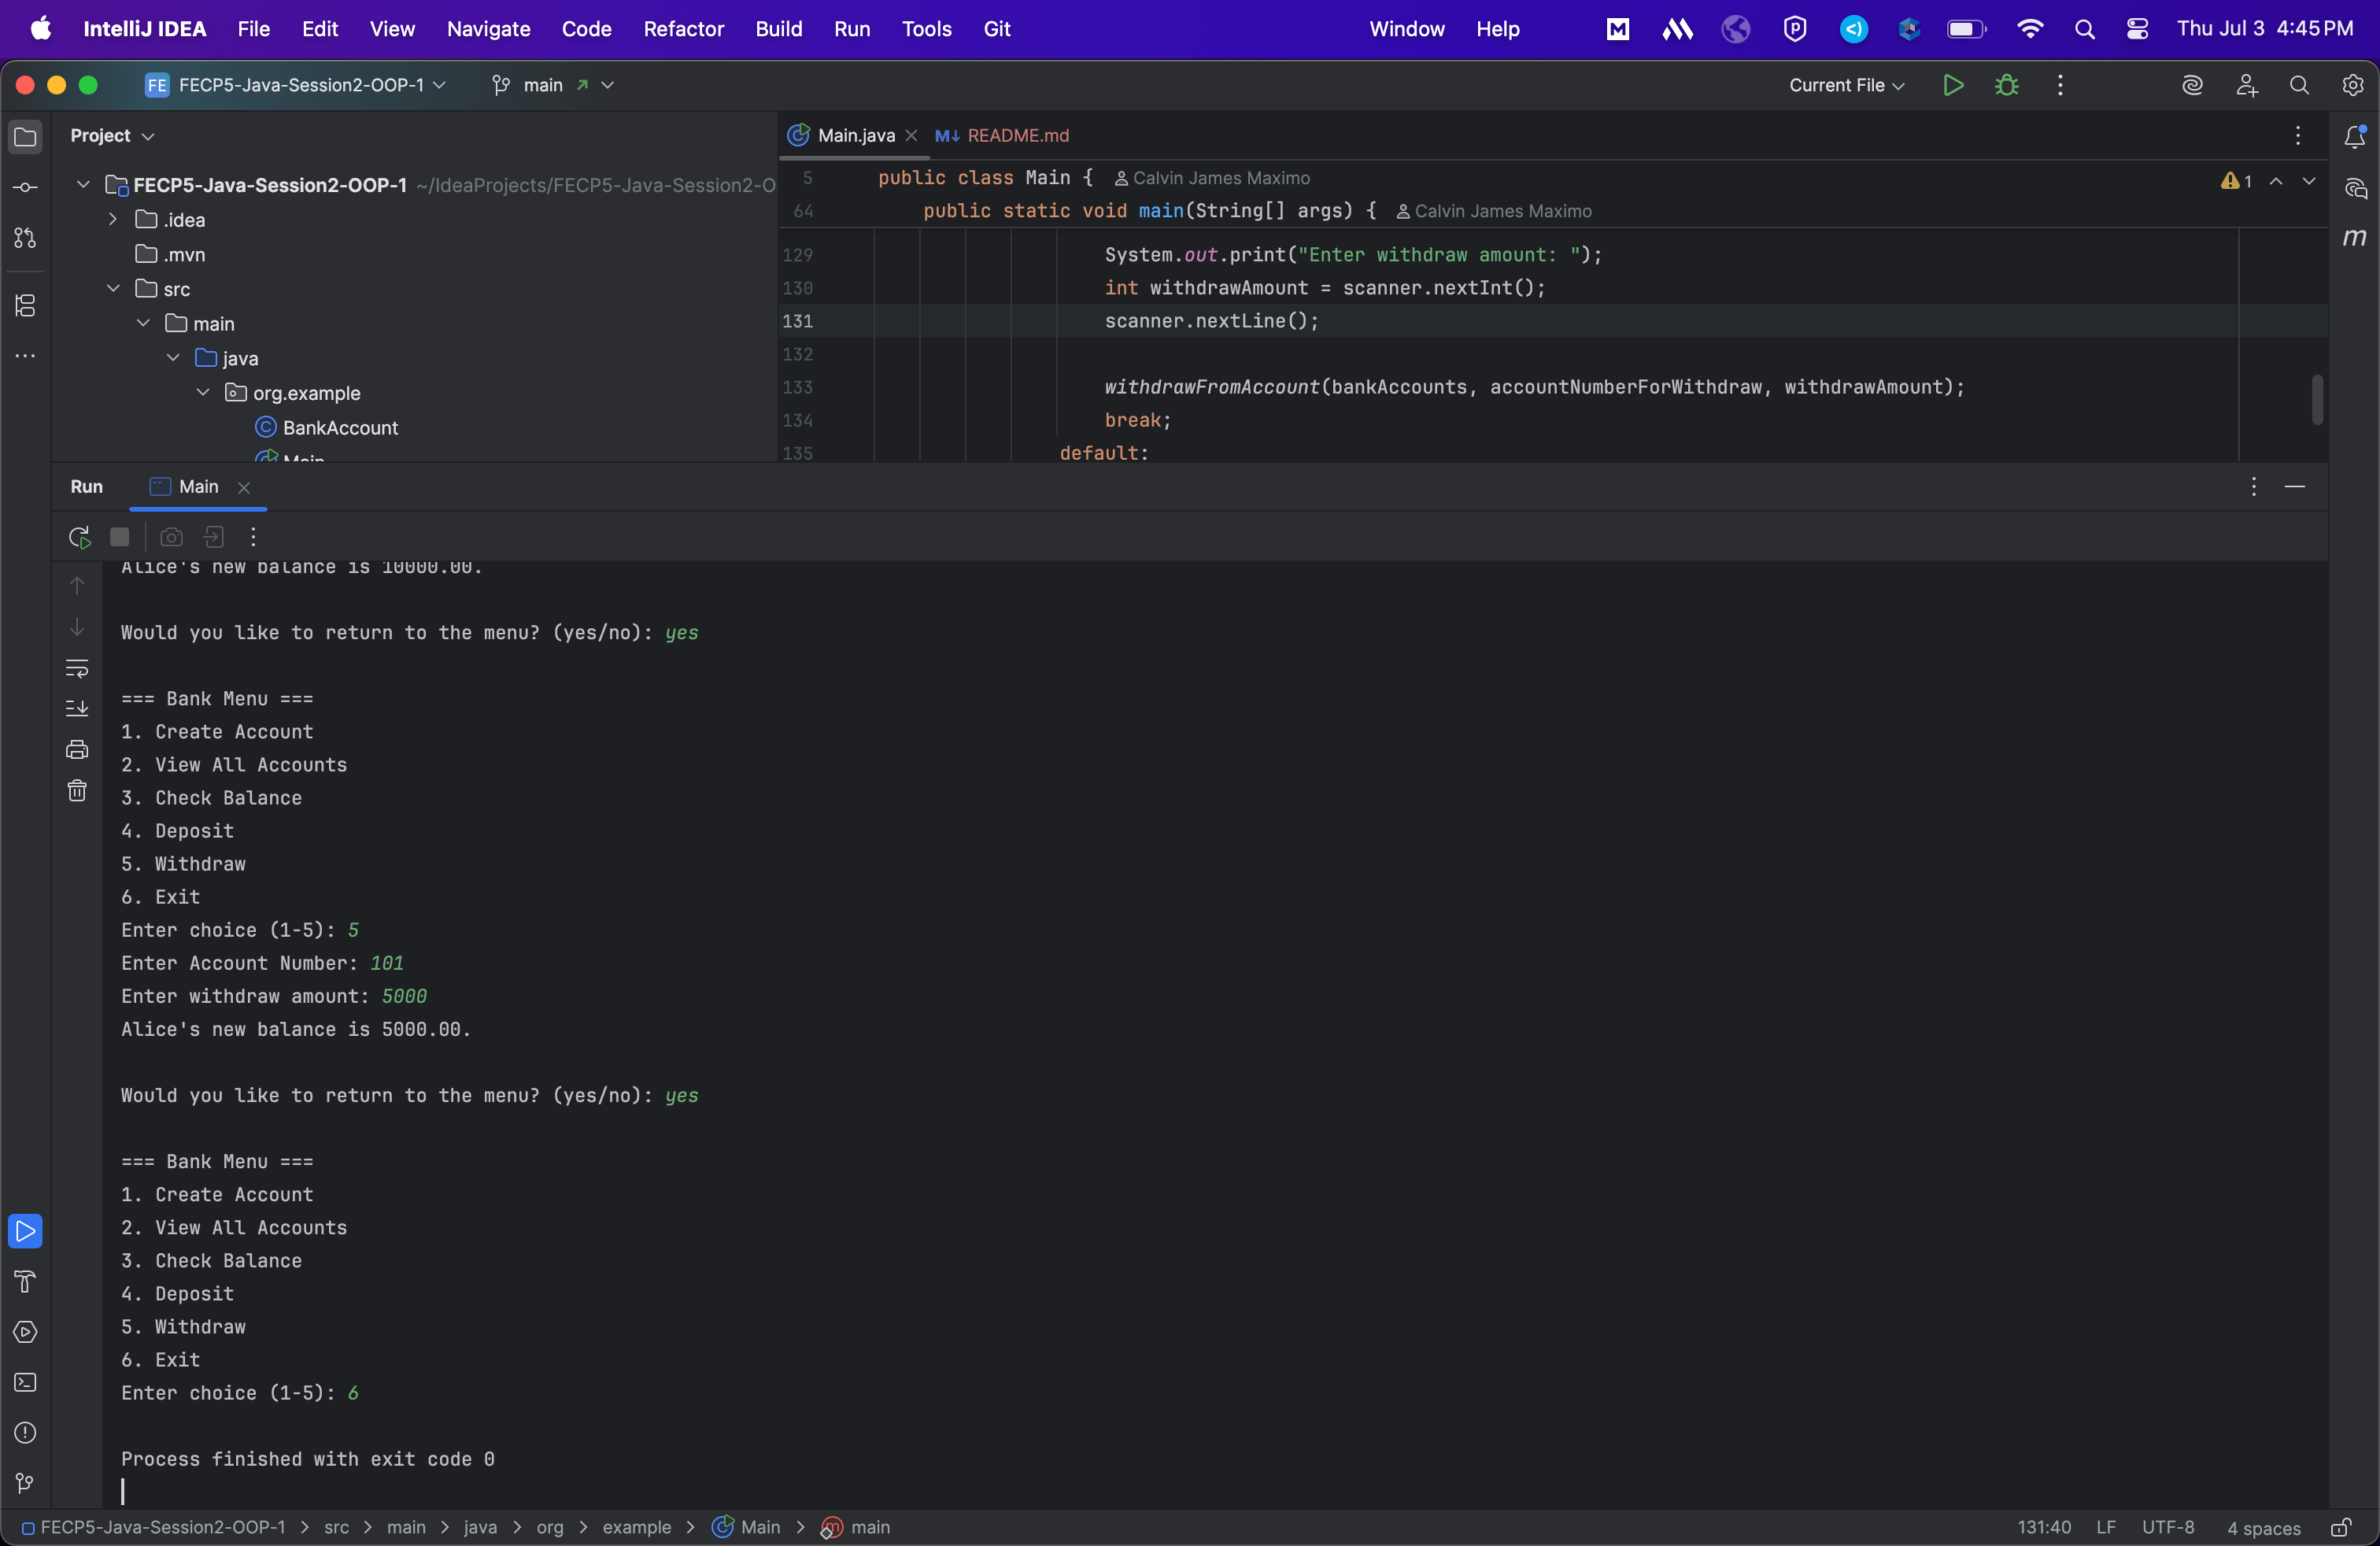 IntelliJ IDEA File Edit View Navigate Code Refactor Build Run Tools Git Window Help Thu Jul 3 4:45 PM
FE FECP5-Java-Session2-OOP-1 main Current File
Project
FECP5-Java-Session2-OOP-1 ~/IdeaProjects/FECP5-Java-Session2-O
.idea
.mvn
src
main
java
org.example
BankAccount
Main
Main.java README.md
5 public class Main { Calvin James Maximo
1
64 public static void main(String[] args) { Calvin James Maximo
129 System.out.print("Enter withdraw amount: ");
130 int withdrawAmount = scanner.nextInt();
131 scanner.nextLine();
132
133 withdrawFromAccount(bankAccounts, accountNumberForWithdraw, withdrawAmount);
134 break;
135 default:
Run Main
Alice's new balance is 10000.00.
Would you like to return to the menu? (yes/no): yes
=== Bank Menu ===
1. Create Account
2. View All Accounts
3. Check Balance
4. Deposit
5. Withdraw
6. Exit
Enter choice (1-5): 5
Enter Account Number: 101
Enter withdraw amount: 5000
Alice's new balance is 5000.00.
Would you like to return to the menu? (yes/no): yes
=== Bank Menu ===
1. Create Account
2. View All Accounts
3. Check Balance
4. Deposit
5. Withdraw
6. Exit
Enter choice (1-5): 6
Process finished with exit code 0
FECP5-Java-Session2-OOP-1 > src > main > java > org > example > Main > main 131:40 LF UTF-8 4 spaces